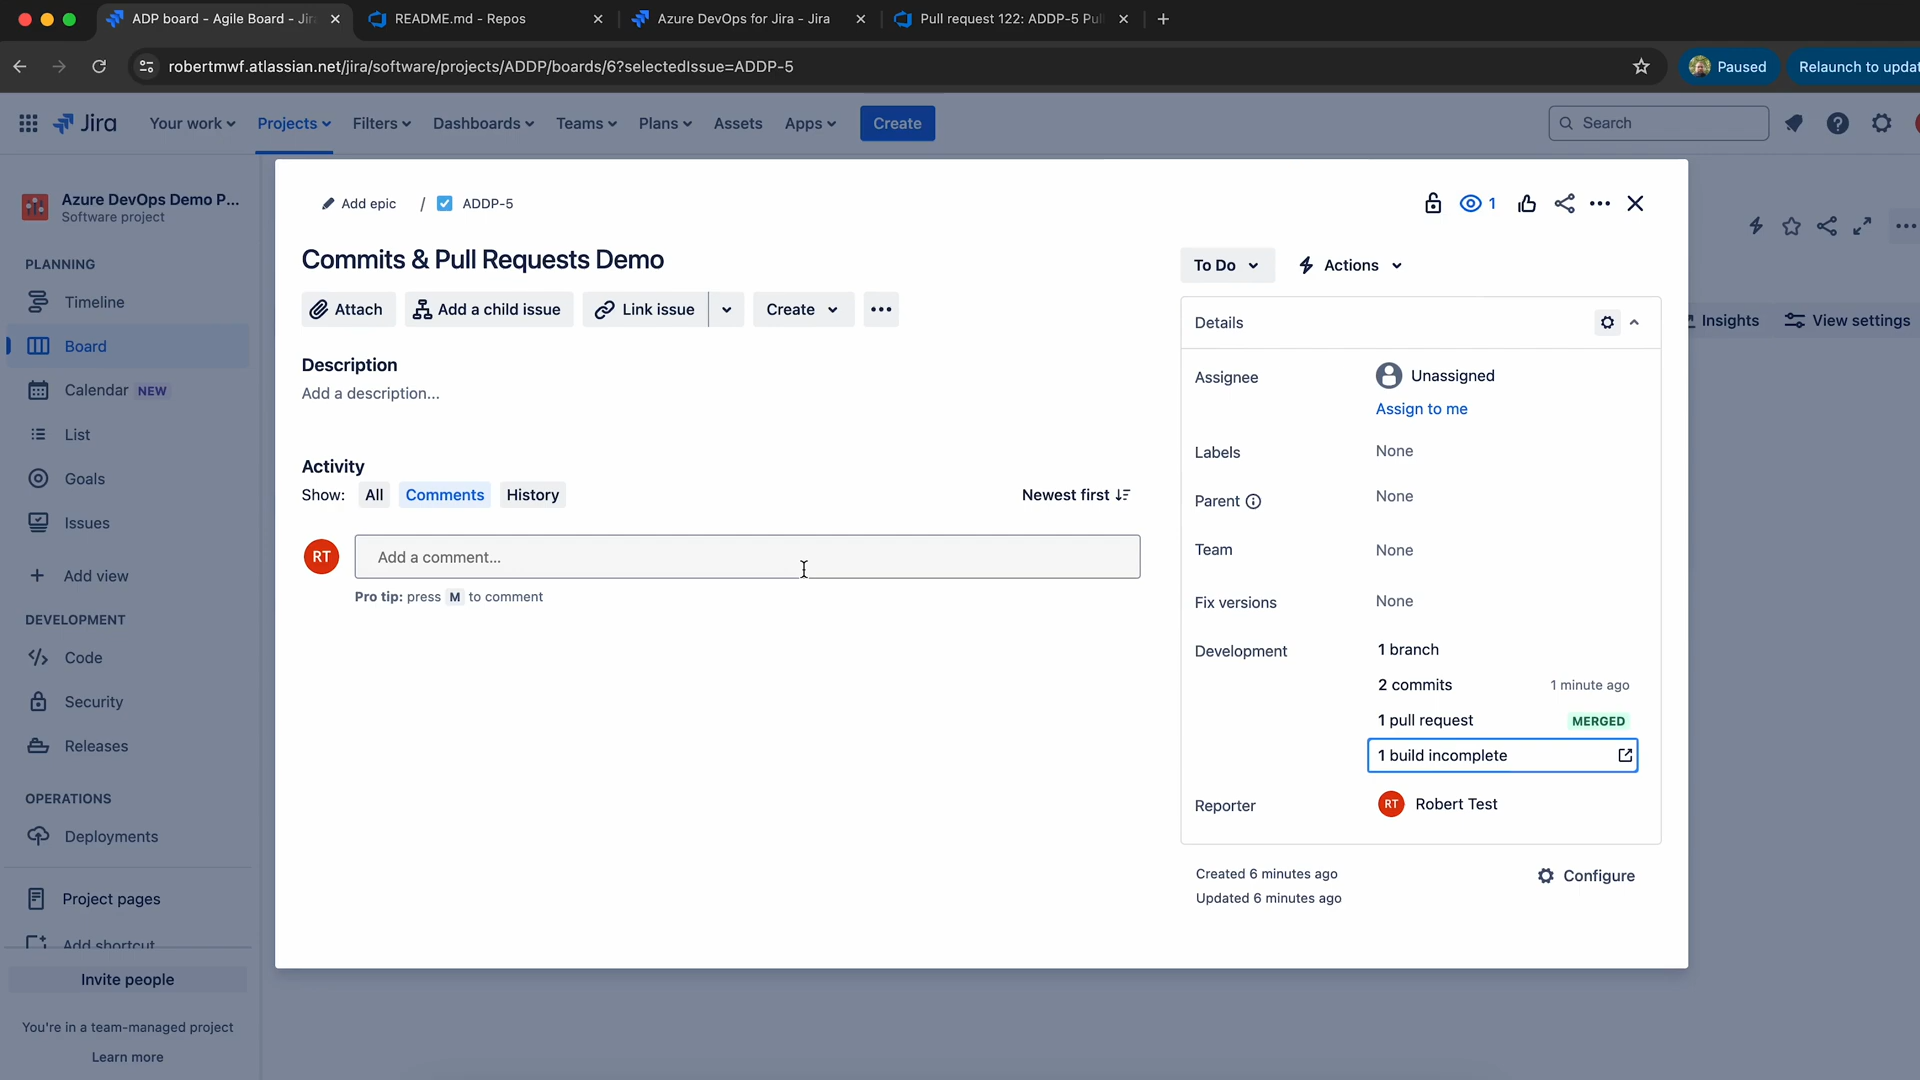 ADP board - Agile Board - Jir
README.md - Repos
Azure DevOps for Jira - Jira
Pull request 122: ADDP-5 Pul
robertmwf.atlassian.net/jira/software/projects/ADDP/boards/6?selectedIssue=ADDP-5
Paused
Relaunch to updat
Jira
Your work
Projects
Filters
Dashboards
Teams
Plans
Assets
Apps
Create
Search
Azure DevOps Demo P...
Software project
PLANNING
Timeline
Board
Calendar NEW
List
Goals
Issues
Add view
DEVELOPMENT
Code
Security
Releases
OPERATIONS
Deployments
Project pages
Add shortcut
Invite people
You're in a team-managed project
Learn more
Insights
View settings
Add epic / ADDP-5
1
Commits & Pull Requests Demo
Attach
Add a child issue
Link issue
Create
Description
Add a description...
Activity
Show: All Comments History
Newest first
RT
Add a comment...
Pro tip: press M to comment
To Do
Actions
Details
Assignee
Unassigned
Assign to me
Labels
None
Parent
None
Team
None
Fix versions
None
Development
1 branch
2 commits 1 minute ago
1 pull request MERGED
1 build incomplete
Reporter
RT Robert Test
Created 6 minutes ago
Updated 6 minutes ago
Configure